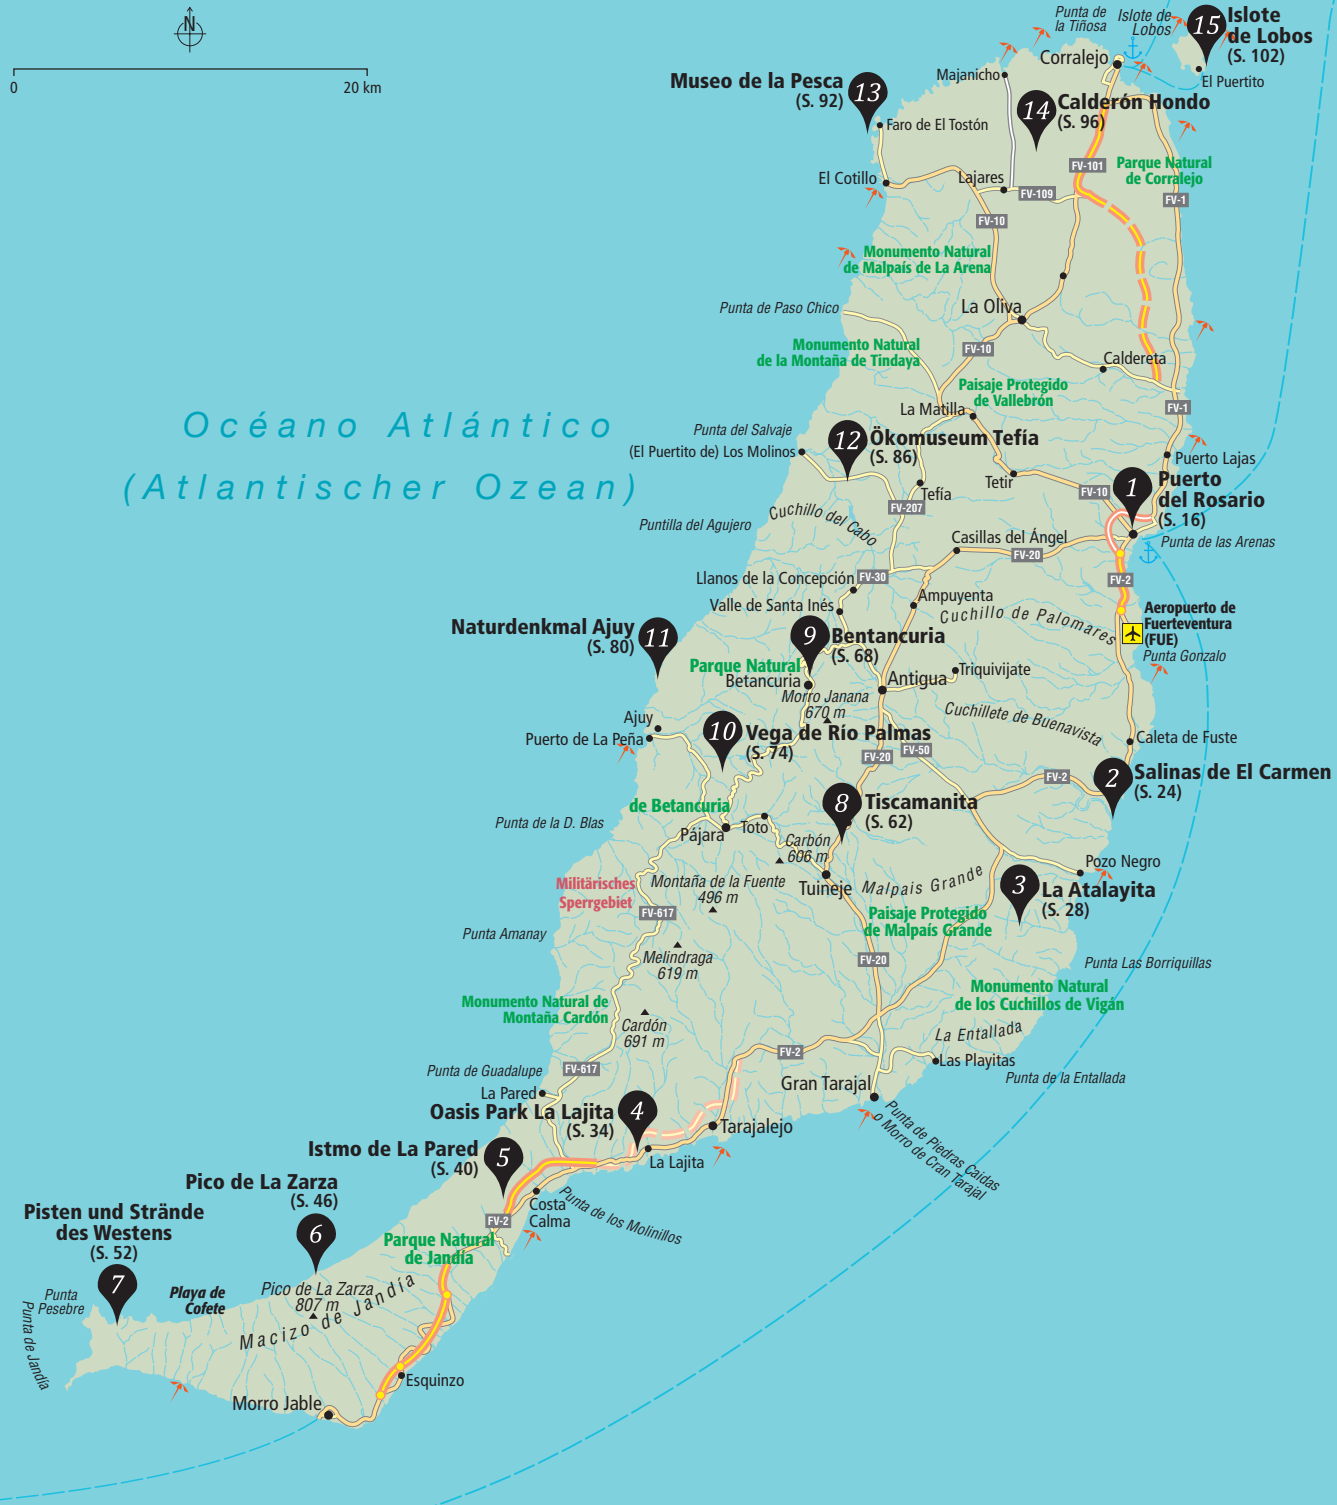 N
0
20 km
Punta de
la Tiñosa
Islote de
Lobos
15
Islote
de Lobos
(S. 102)
Corralejo
El Puertito
Majanicho
Museo de la Pesca
(S. 92)
13
14
Calderón Hondo
(S. 96)
Faro de El Tostón
FV-101
Parque Natural
de Corralejo
El Cotillo
Lajares
FV-109
FV-1
FV-10
Monumento Natural
de Malpaís de La Arena
Punta de Paso Chico
La Oliva
Monumento Natural
de la Montaña de Tindaya
FV-10
Caldereta
Paisaje Protegido
de Vallebrón
La Matilla
FV-1
Océano Atlántico
(Atlantischer Ozean)
Punta del Salvaje
(El Puertito de) Los Molinos
12
Ökomuseum Tefía
(S. 86)
Puerto Lajas
Tetir
Tefía
FV-10
1
Puerto
del Rosario
(S. 16)
FV-207
Puntilla del Agujero
Cuchillo del Cabo
Casillas del Ángel
FV-20
Punta de las Arenas
Llanos de la Concepción
FV-30
FV-2
Valle de Santa Inés
Ampuyenta
Cuchillo de Palomares
Aeropuerto de
Fuerteventura
(FUE)
Punta Gonzalo
Naturdenkmal Ajuy
(S. 80)
11
9
Bentancuria
(S. 68)
Parque Natural
Betancuria
Antigua
Triquivijate
Morro Janana
670 m
Cuchillete de Buenavista
Ajuy
Puerto de La Peña
10
Vega de Río Palmas
(S. 74)
Caleta de Fuste
FV-20
FV-50
FV-2
2
Salinas de El Carmen
(S. 24)
de Betancuria
8
Tiscamanita
(S. 62)
Punta de la D. Blas
Pájara
Toto
Carbón
606 m
Pozo Negro
Militärisches
Sperrgebiet
Montaña de la Fuente
496 m
Tuineje
Malpais Grande
3
La Atalayita
(S. 28)
FV-617
Paisaje Protegido
de Malpaís Grande
Punta Amanay
Melindraga
619 m
FV-20
Punta Las Borriquillas
Monumento Natural
de los Cuchillos de Vigán
Monumento Natural de
Montaña Cardón
Cardón
691 m
La Entallada
FV-2
Las Playitas
Punta de Guadalupe
FV-617
Punta de la Entallada
La Pared
Gran Tarajal
Oasis Park La Lajita
(S. 34)
4
Tarajalejo
Punta de Piedras Caidas
o Morro de Gran Tarajal
Istmo de La Pared
(S. 40)
5
La Lajita
Pico de La Zarza
(S. 46)
Costa
Calma
Punta de los Molinillos
Pisten und Strände
des Westens
(S. 52)
6
FV-2
Parque Natural
de Jandía
7
Punta
Pesebre
Playa de
Cofete
Pico de La Zarza
807 m
Macizo de Jandía
Punta de Jandía
Esquinzo
Morro Jable